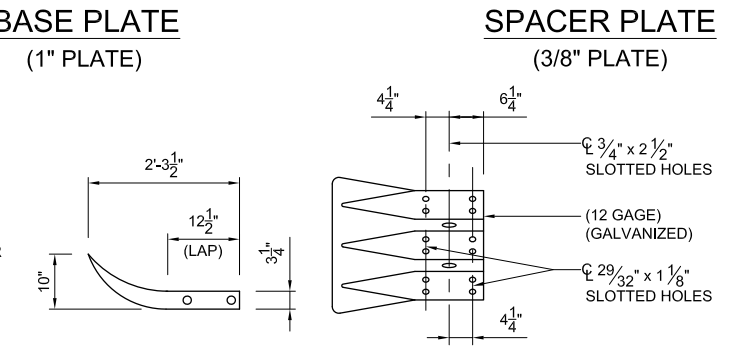 BASE PLATE
(1" PLATE)
SPACER PLATE
(3/8" PLATE)
4 1/4"
6 1/4"
℄ 3/4" x 2 1/2"
SLOTTED HOLES
2'-3 1/2"
12 1/2"
(LAP)
3 1/4"
10"
(12 GAGE)
(GALVANIZED)
℄ 29/32" x 1 1/8"
SLOTTED HOLES
4 1/4"